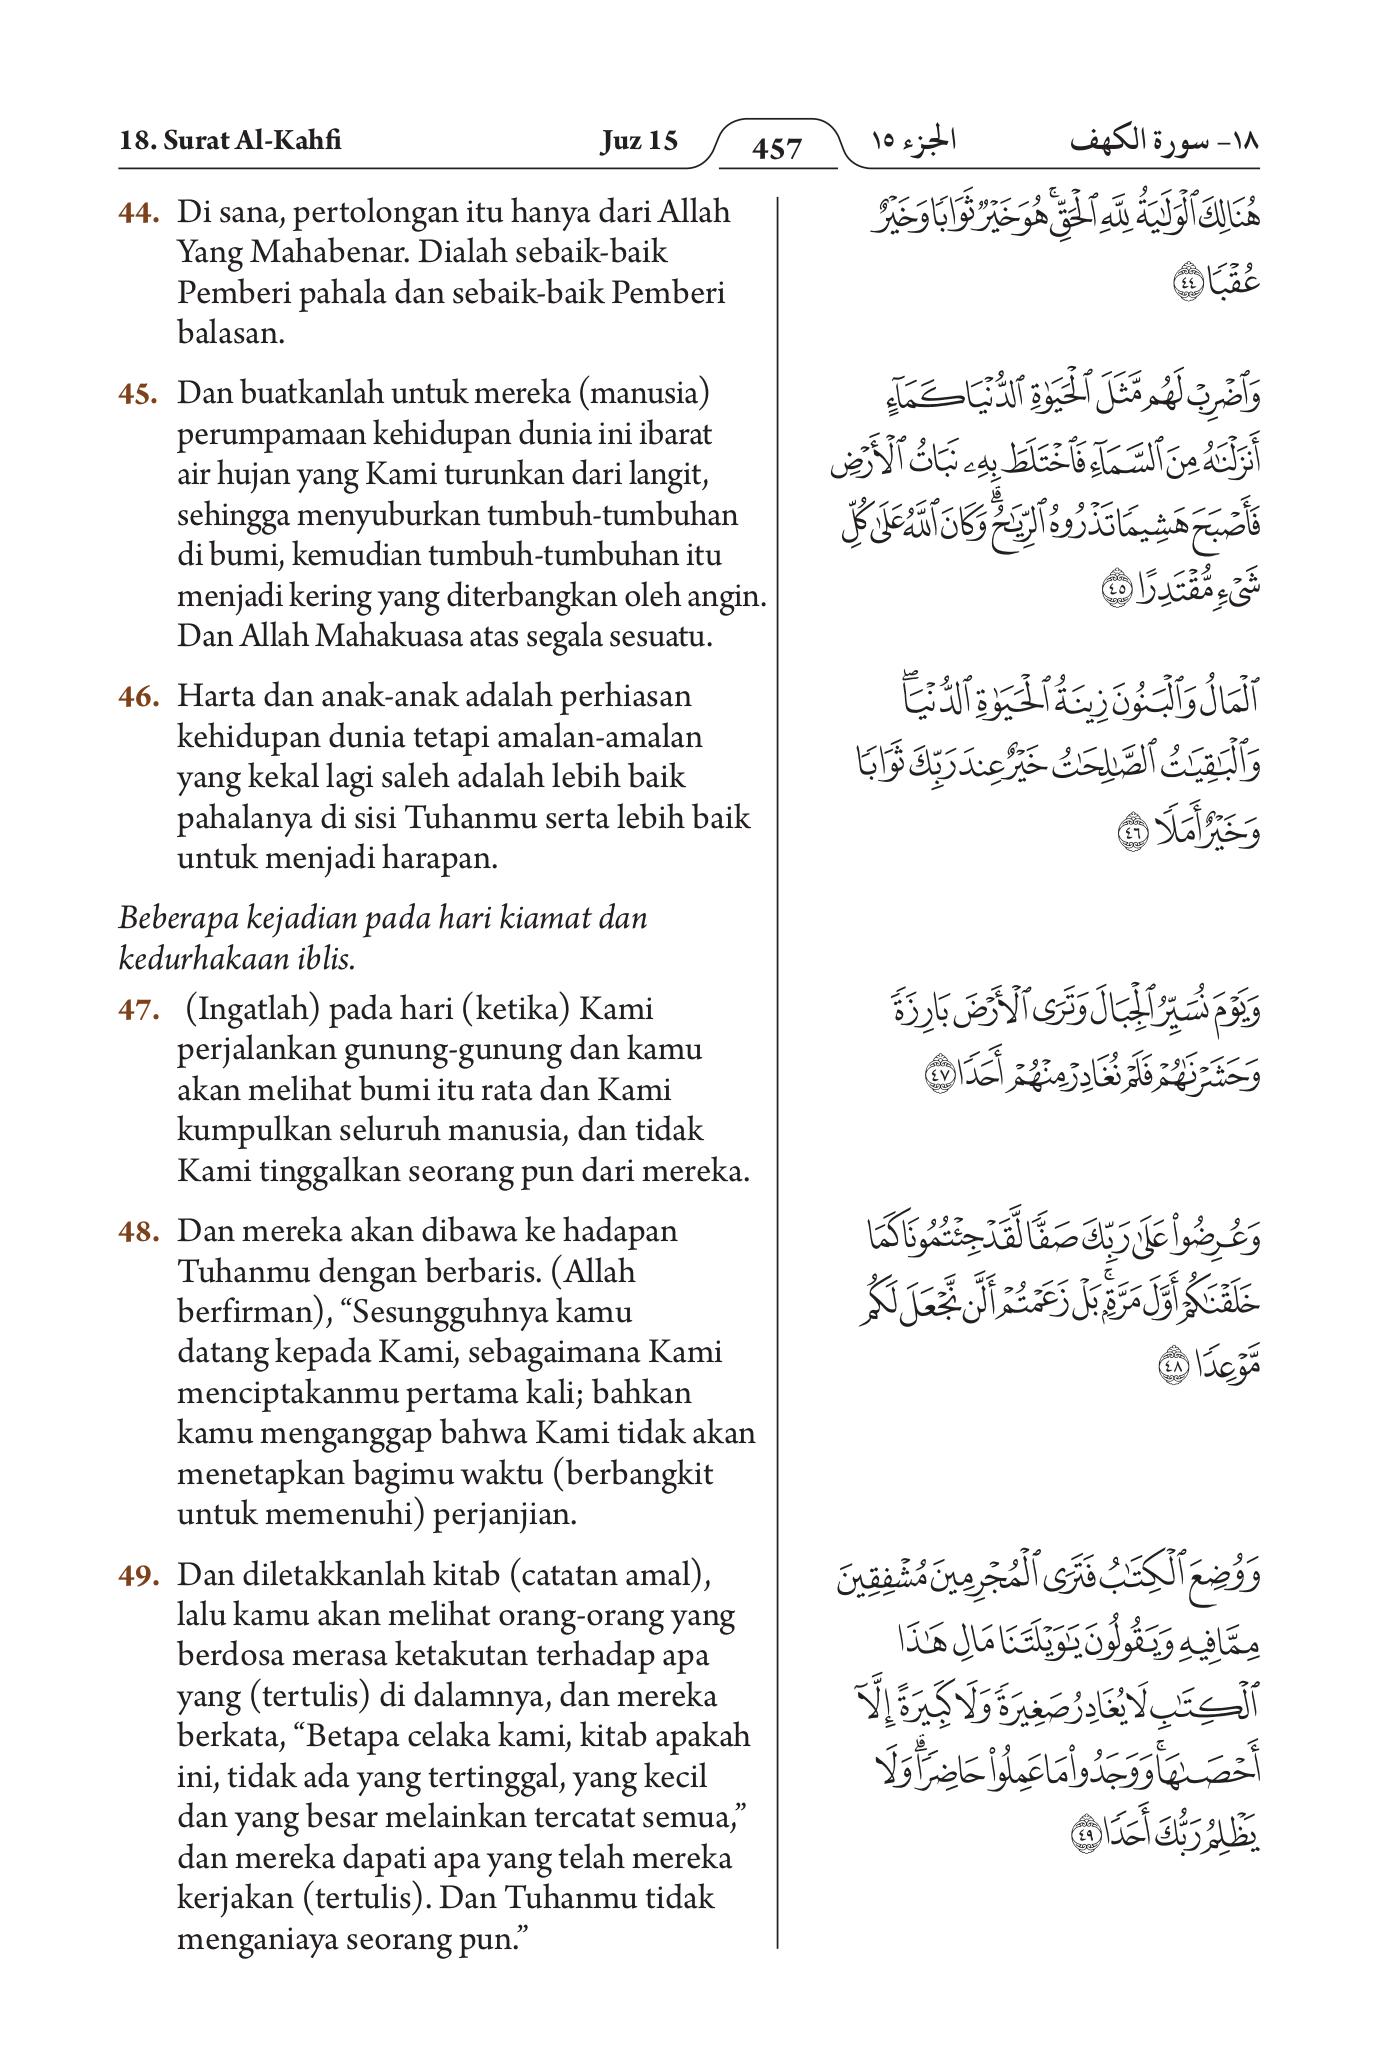 18. Surat Al-Kahfi
Juz 15
457
الجزء ١٥
١٨- سورة الكهف
44. Di sana, pertolongan itu hanya dari Allah
Yang Mahabenar. Dialah sebaik-baik
Pemberi pahala dan sebaik-baik Pemberi
balasan.
45. Dan buatkanlah untuk mereka (manusia)
perumpamaan kehidupan dunia ini ibarat
air hujan yang Kami turunkan dari langit,
sehingga menyuburkan tumbuh-tumbuhan
di bumi, kemudian tumbuh-tumbuhan itu
menjadi kering yang diterbangkan oleh angin.
Dan Allah Mahakuasa atas segala sesuatu.
46. Harta dan anak-anak adalah perhiasan
kehidupan dunia tetapi amalan-amalan
yang kekal lagi saleh adalah lebih baik
pahalanya di sisi Tuhanmu serta lebih baik
untuk menjadi harapan.
Beberapa kejadian pada hari kiamat dan
kedurhakaan iblis.
47. (Ingatlah) pada hari (ketika) Kami
perjalankan gunung-gunung dan kamu
akan melihat bumi itu rata dan Kami
kumpulkan seluruh manusia, dan tidak
Kami tinggalkan seorang pun dari mereka.
48. Dan mereka akan dibawa ke hadapan
Tuhanmu dengan berbaris. (Allah
berfirman), “Sesungguhnya kamu
datang kepada Kami, sebagaimana Kami
menciptakanmu pertama kali; bahkan
kamu menganggap bahwa Kami tidak akan
menetapkan bagimu waktu (berbangkit
untuk memenuhi) perjanjian.
49. Dan diletakkanlah kitab (catatan amal),
lalu kamu akan melihat orang-orang yang
berdosa merasa ketakutan terhadap apa
yang (tertulis) di dalamnya, dan mereka
berkata, “Betapa celaka kami, kitab apakah
ini, tidak ada yang tertinggal, yang kecil
dan yang besar melainkan tercatat semua,”
dan mereka dapati apa yang telah mereka
kerjakan (tertulis). Dan Tuhanmu tidak
menganiaya seorang pun.”
هُنَالِكَ ٱلْوَلَٰيَةُ لِلَّهِ ٱلْحَقِّ ۚ هُوَ خَيْرٌ ثَوَابًا وَخَيْرٌ
عُقْبًا ٤٤
وَٱضْرِبْ لَهُم مَّثَلَ ٱلْحَيَوٰةِ ٱلدُّنْيَا كَمَآءٍ
أَنزَلْنَٰهُ مِنَ ٱلسَّمَآءِ فَٱخْتَلَطَ بِهِۦ نَبَاتُ ٱلْأَرْضِ
فَأَصْبَحَ هَشِيمًا تَذْرُوهُ ٱلرِّيَٰحُ ۗ وَكَانَ ٱللَّهُ عَلَىٰ كُلِّ
شَىْءٍ مُّقْتَدِرًا ٤٥
ٱلْمَالُ وَٱلْبَنُونَ زِينَةُ ٱلْحَيَوٰةِ ٱلدُّنْيَا ۖ
وَٱلْبَٰقِيَٰتُ ٱلصَّٰلِحَٰتُ خَيْرٌ عِندَ رَبِّكَ ثَوَابًا
وَخَيْرٌ أَمَلًا ٤٦
وَيَوْمَ نُسَيِّرُ ٱلْجِبَالَ وَتَرَى ٱلْأَرْضَ بَارِزَةً
وَحَشَرْنَٰهُمْ فَلَمْ نُغَادِرْ مِنْهُمْ أَحَدًا ٤٧
وَعُرِضُوا۟ عَلَىٰ رَبِّكَ صَفًّا لَّقَدْ جِئْتُمُونَا كَمَا
خَلَقْنَٰكُمْ أَوَّلَ مَرَّةٍۭ ۚ بَلْ زَعَمْتُمْ أَلَّن نَّجْعَلَ لَكُم
مَّوْعِدًا ٤٨
وَوُضِعَ ٱلْكِتَٰبُ فَتَرَى ٱلْمُجْرِمِينَ مُشْفِقِينَ
مِمَّا فِيهِ وَيَقُولُونَ يَٰوَيْلَتَنَا مَالِ هَٰذَا
ٱلْكِتَٰبِ لَا يُغَادِرُ صَغِيرَةً وَلَا كَبِيرَةً إِلَّآ
أَحْصَىٰهَا ۚ وَوَجَدُوا۟ مَا عَمِلُوا۟ حَاضِرًا ۗ وَلَا
يَظْلِمُ رَبُّكَ أَحَدًا ٤٩